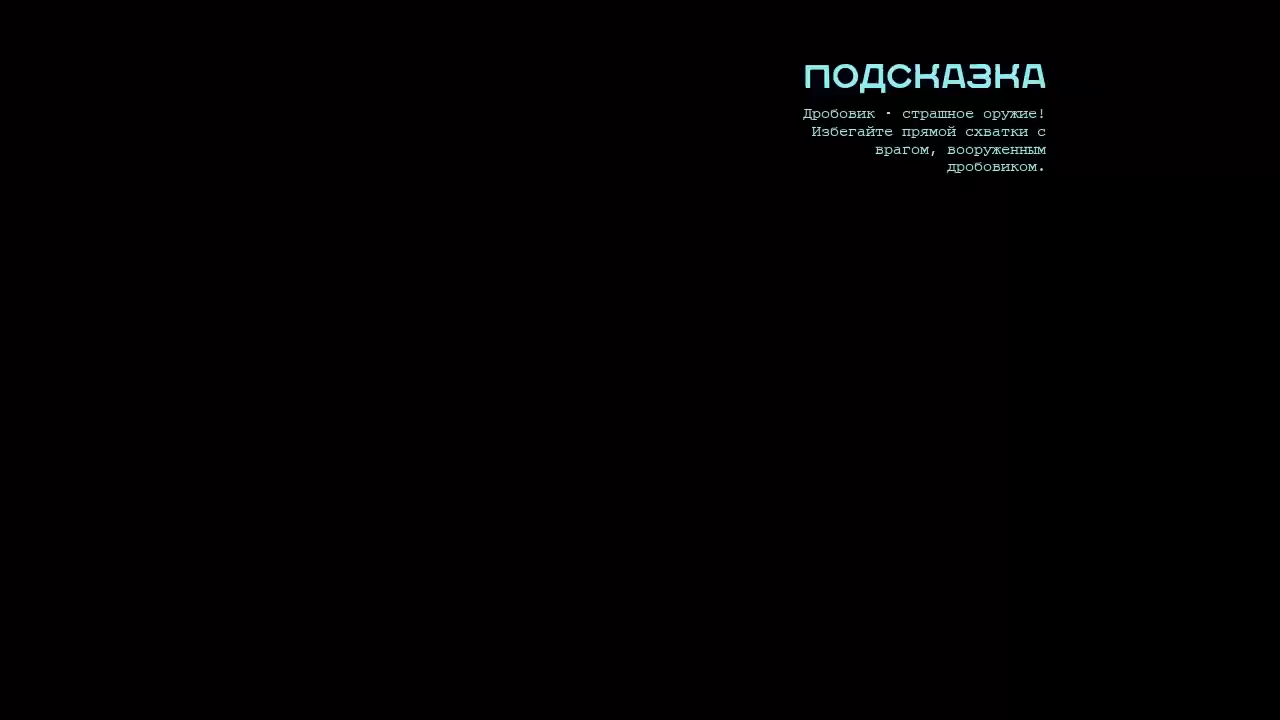 ПОДСКАЗКА
Дробовик - страшное оружие!
Избегайте прямой схватки с
врагом, вооруженным
дробовиком.